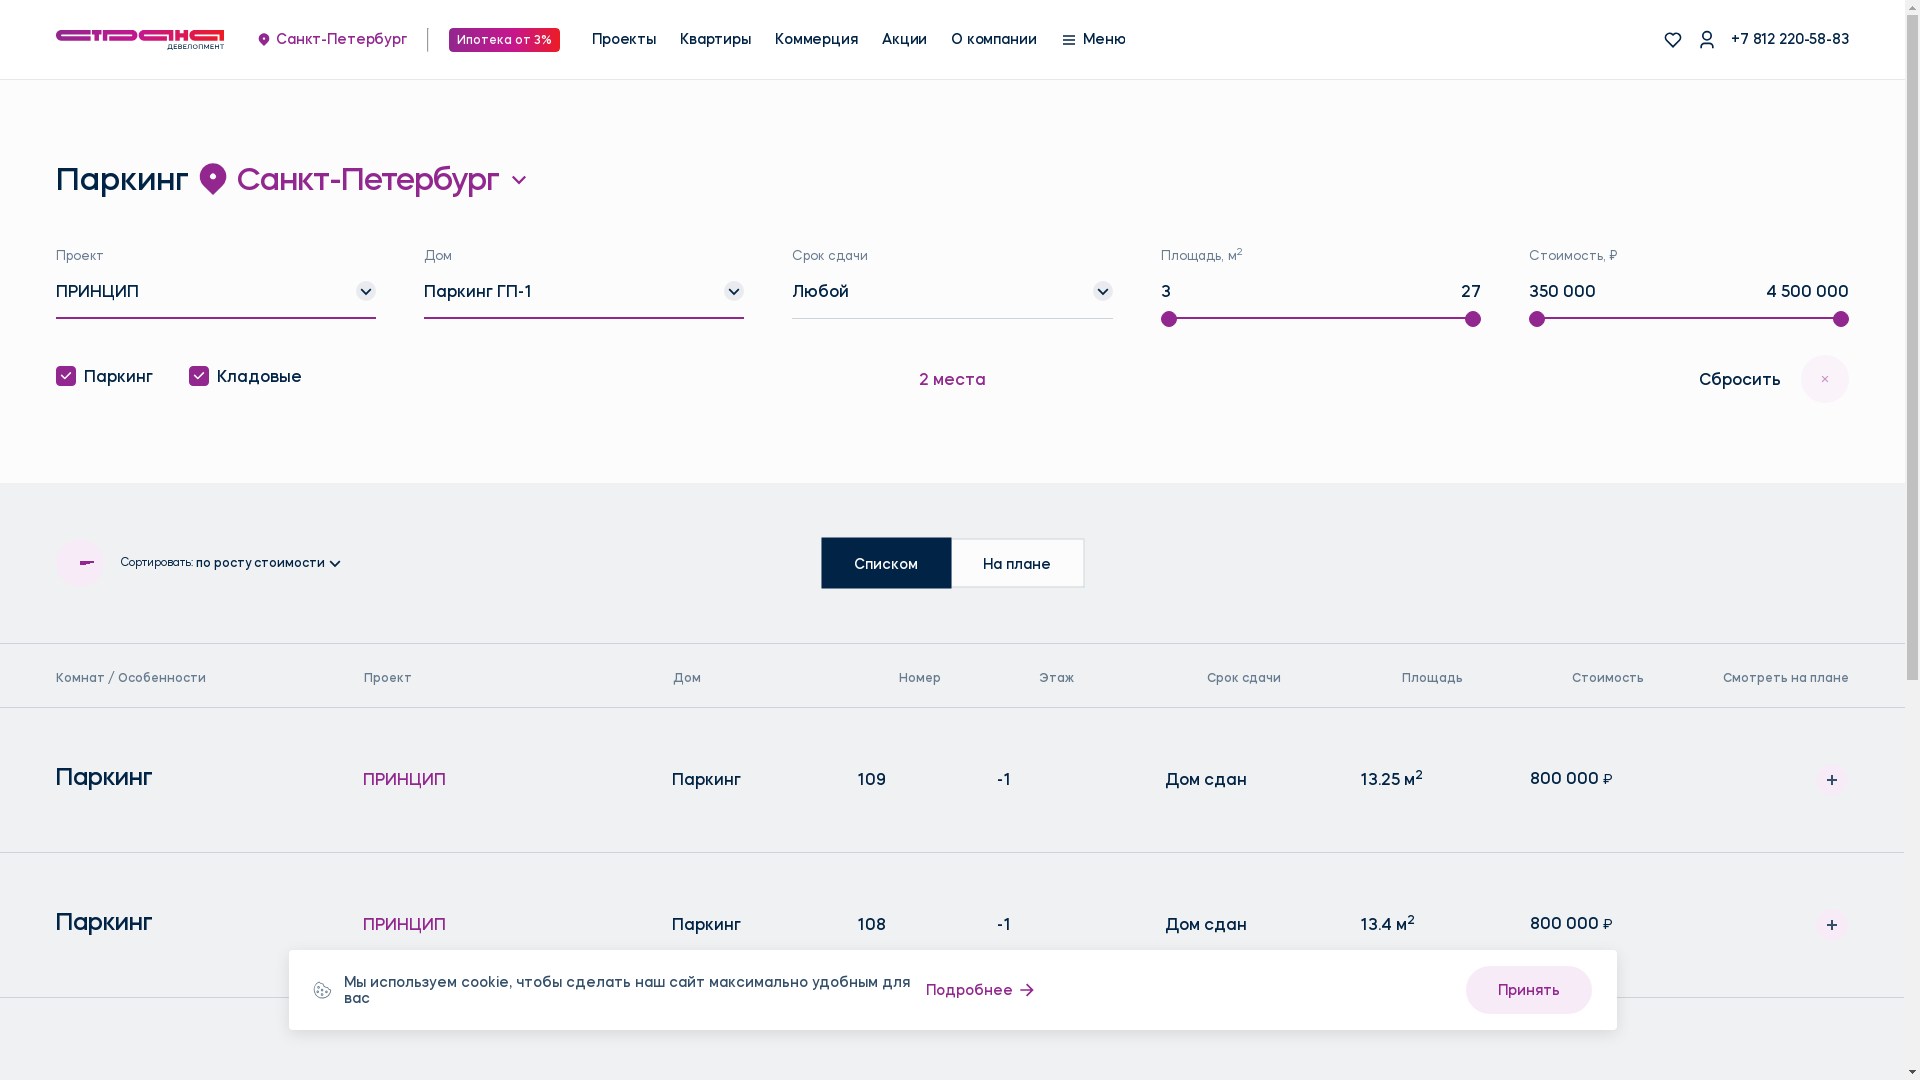 страна
ДЕВЕЛОПМЕНТ
Санкт-Петербург
Ипотека от 3%
Проекты
Квартиры
Коммерция
Акции
О компании
Меню
+7 812 220-58-83
Паркинг Санкт-Петербург
Проект
Дом
Срок сдачи
Площадь, м²
Стоимость, ₽
ПРИНЦИП
Паркинг ГП-1
Любой
3 27
350 000 4 500 000
Паркинг
Кладовые
2 места
Сбросить
Сортировать: по росту стоимости
Списком
На плане
Комнат / Особенности Проект Дом Номер Этаж Срок сдачи Площадь Стоимость Смотреть на плане
Паркинг ПРИНЦИП Паркинг 109 -1 Дом сдан 13.25 м² 800 000 ₽
Паркинг ПРИНЦИП Паркинг 108 -1 Дом сдан 13.4 м² 800 000 ₽
Мы используем cookie, чтобы сделать наш сайт максимально удобным для
вас
Подробнее
Принять